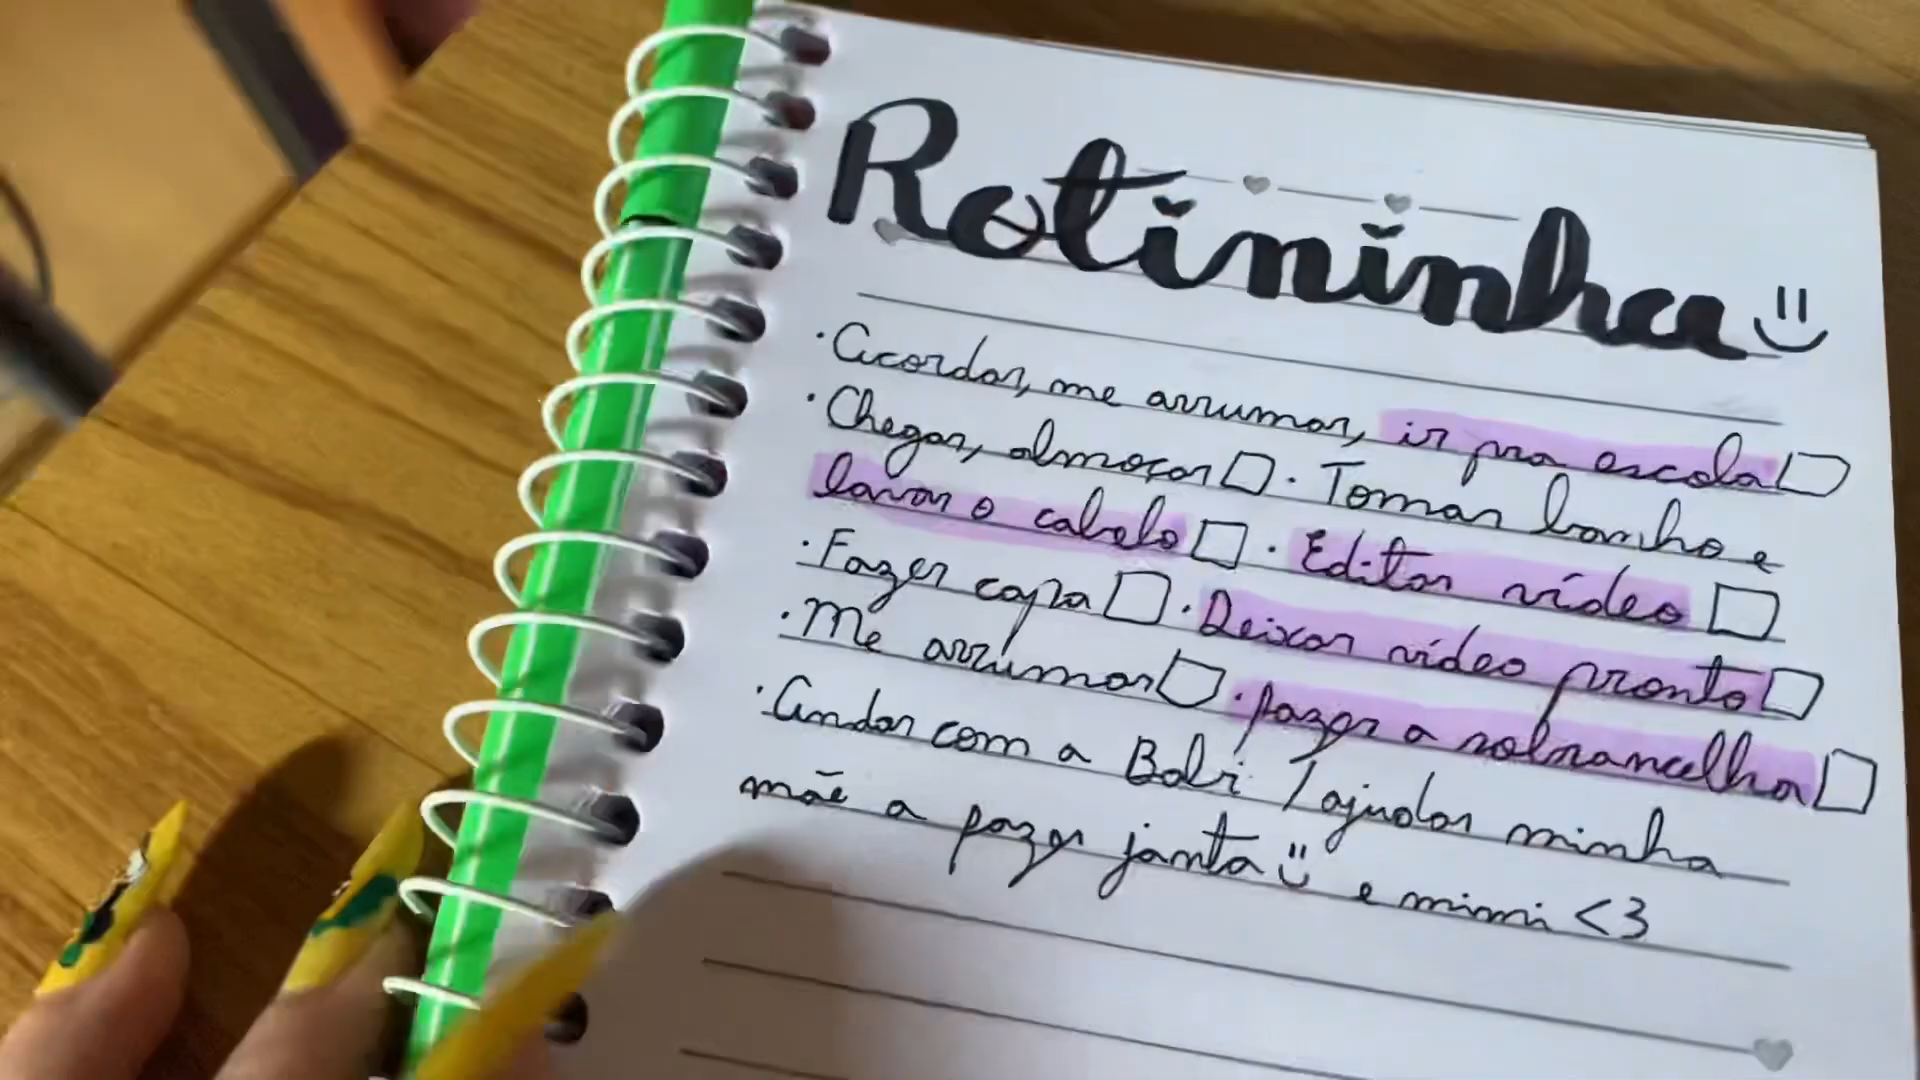 Rotininha
· Acordar, me arrumar, ir pra escola
· Chegar, almoçar · Tomar banho e
lavar o cabelo · Editar vídeo
· Fazer capa · Deixar vídeo pronto
· Me arrumar · fazer a sobrancelha
· Andar com a Bobi / ajudar minha
mãe a fazer janta e mimi <3